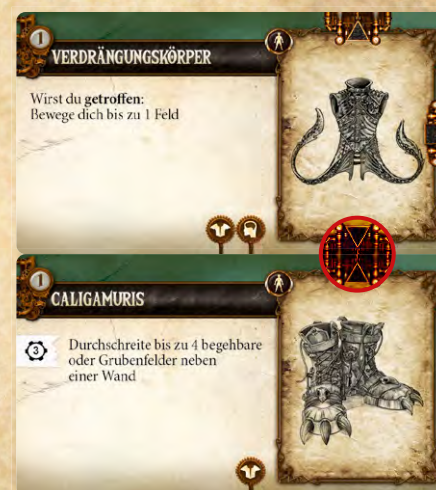 1
VERDRÄNGUNGSKÖRPER
Wirst du getroffen:
Bewege dich bis zu 1 Feld
1
CALIGAMURIS
3
Durchschreite bis zu 4 begehbare
oder Grubenfelder neben
einer Wand